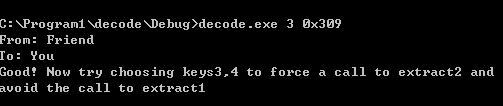 C:\Program1\decode\Debug>decode.exe 3 0x309
From: Friend
To: You
Good! Now try choosing keys3,4 to force a call to extract2 and
avoid the call to extract1